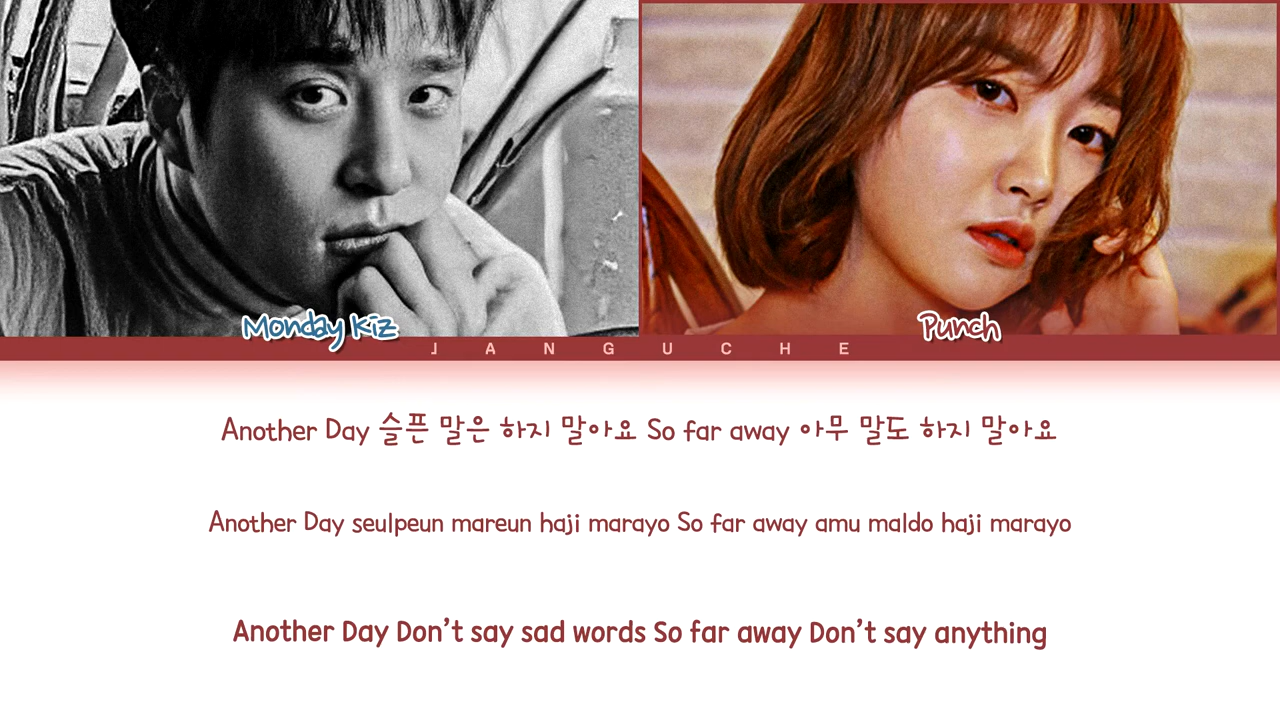 Monday Kiz
Punch
JANGUCHE
Another Day 슬픈 말은 하지 말아요 So far away 아무 말도 하지 말아요
Another Day seulpeun mareun haji marayo So far away amu maldo haji marayo
Another Day Don't say sad words So far away Don't say anything